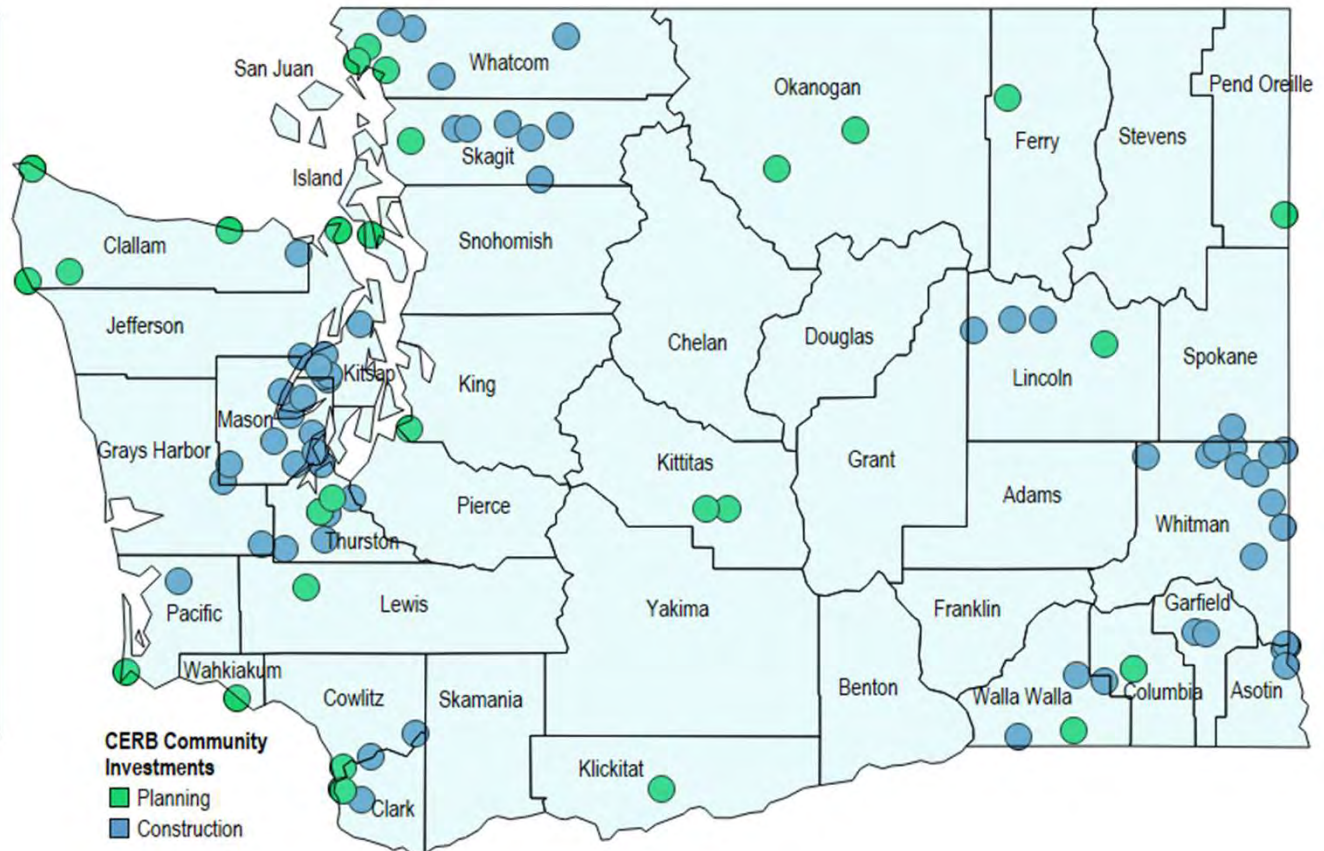 San Juan
Whatcom
Okanogan
Pend Oreille
Ferry
Stevens
Skagit
Island
Clallam
Snohomish
Jefferson
Chelan
Douglas
Kitsap
King
Lincoln
Spokane
Mason
Grays Harbor
Kittitas
Grant
Adams
Pierce
Whitman
Thurston
Pacific
Lewis
Yakima
Franklin
Garfield
Wahkiakum
Cowlitz
Skamania
Benton
Walla Walla
Columbia
Asotin
CERB Community
Investments
Planning
Construction
Klickitat
Clark